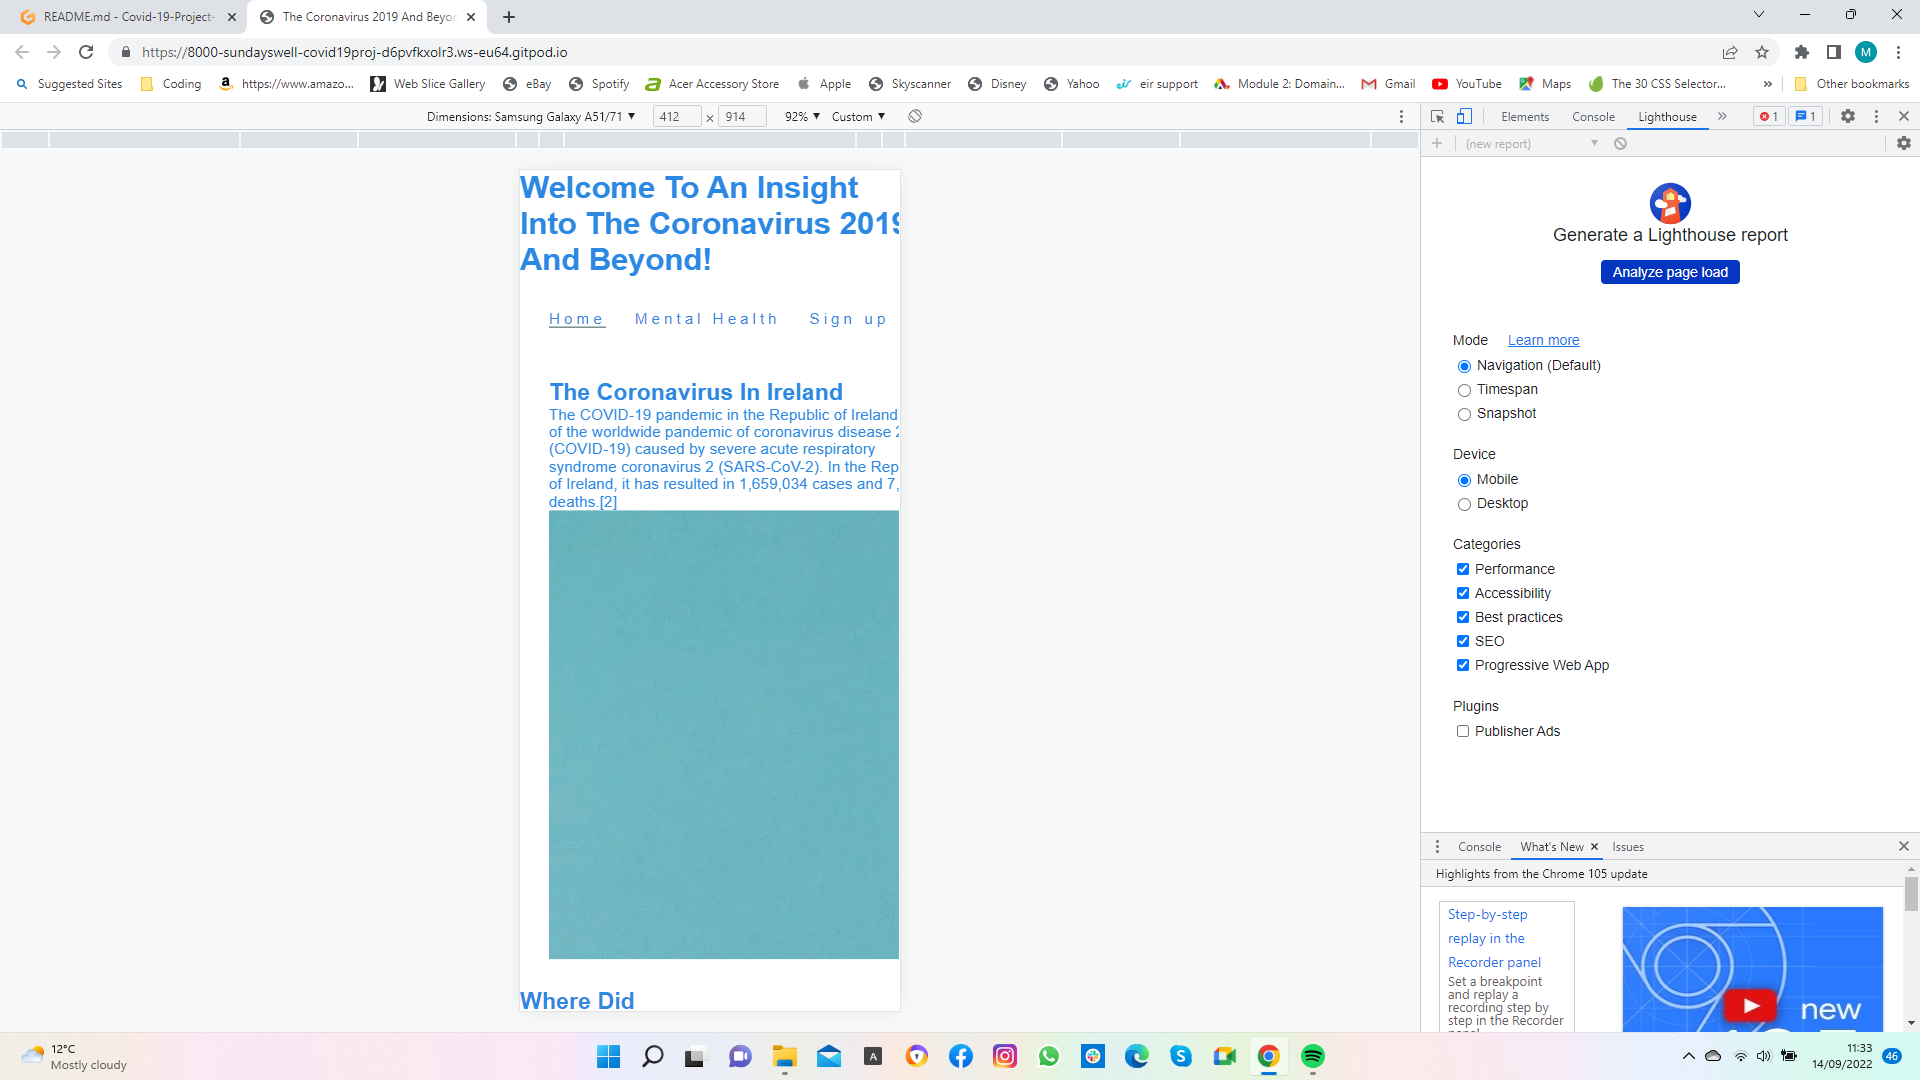 README.md - Covid-19-Project-
The Coronavirus 2019 And Beyon
https://8000-sundayswell-covid19proj-d6pvfkxolr3.ws-eu64.gitpod.io
M
Suggested Sites
Coding
https://www.amazo...
Web Slice Gallery
eBay
Spotify
Acer Accessory Store
Apple
Skyscanner
Disney
Yahoo
eir support
Module 2: Domain...
Gmail
YouTube
Maps
The 30 CSS Selector...
»
Other bookmarks
Dimensions: Samsung Galaxy A51/71 ▼ 412 × 914 92% ▼ Custom ▼
Elements Console Lighthouse » 1 1
(new report)
Welcome To An Insight
Into The Coronavirus 2019
And Beyond!
Home Mental Health Sign up
The Coronavirus In Ireland
The COVID-19 pandemic in the Republic of Ireland
of the worldwide pandemic of coronavirus disease 2
(COVID-19) caused by severe acute respiratory
syndrome coronavirus 2 (SARS-CoV-2). In the Rep
of Ireland, it has resulted in 1,659,034 cases and 7,
deaths.[2]
Where Did
Generate a Lighthouse report
Analyze page load
Mode Learn more
Navigation (Default)
Timespan
Snapshot
Device
Mobile
Desktop
Categories
Performance
Accessibility
Best practices
SEO
Progressive Web App
Plugins
Publisher Ads
Console What's New Issues
Highlights from the Chrome 105 update
Step-by-step
replay in the
Recorder panel
Set a breakpoint
and replay a
recording step by
step in the Recorder
new
12°C
Mostly cloudy
11:33
14/09/2022
46